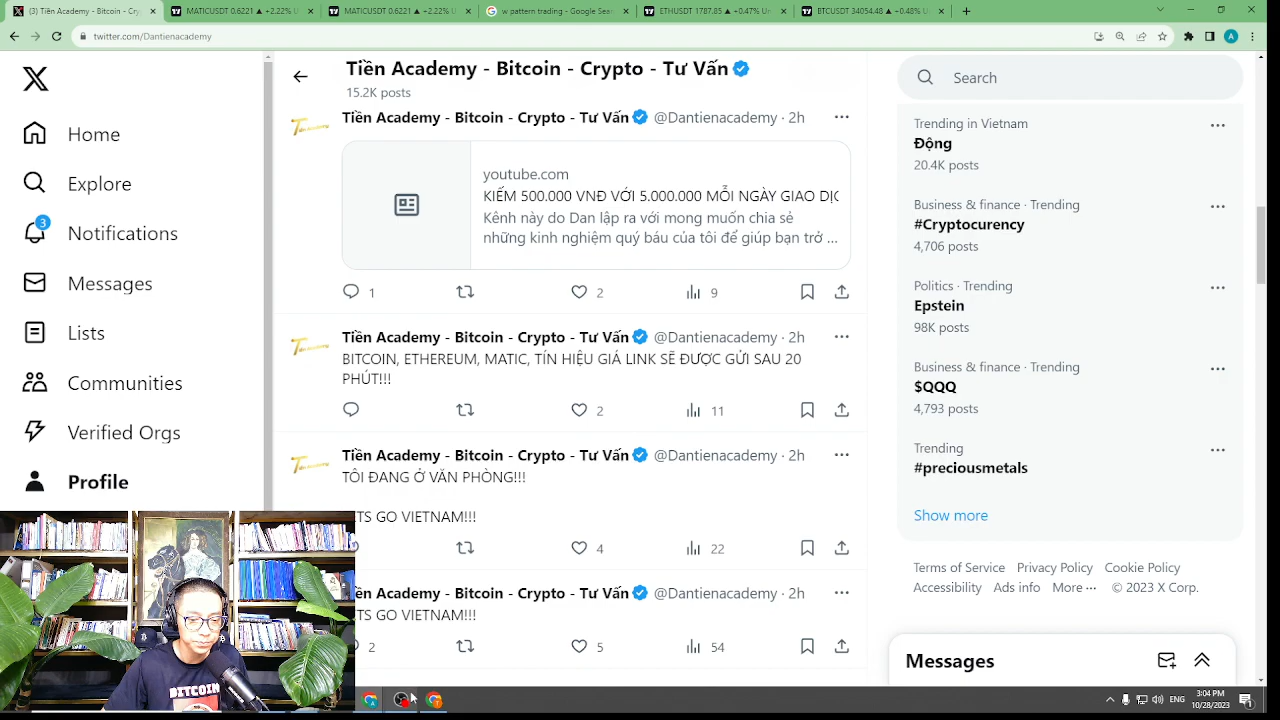 (3) Tiền Academy - Bitcoin - Cry
MATICUSDT 0.6221 ▲ +2.22% U
MATICUSDT 0.6221 ▲ +2.22% U
w pattern trading - Google Sear
ETHUSDT 1787.85 ▲ +0.47% Un
BTCUSDT 34054.48 ▲ +0.48% U
twitter.com/Dantienacademy
A
Home
Explore
3
Notifications
Messages
Lists
Communities
Verified Orgs
Profile
Tiền Academy - Bitcoin - Crypto - Tư Vấn
15.2K posts
Tiền Academy - Bitcoin - Crypto - Tư Vấn @Dantienacademy · 2h
youtube.com
KIẾM 500.000 VNĐ VỚI 5.000.000 MỖI NGÀY GIAO DỊC
Kênh này do Dan lập ra với mong muốn chia sẻ
những kinh nghiệm quý báu của tôi để giúp bạn trở ...
1
2
9
Tiền Academy - Bitcoin - Crypto - Tư Vấn @Dantienacademy · 2h
BITCOIN, ETHEREUM, MATIC, TÍN HIỆU GIÁ LINK SẼ ĐƯỢC GỬI SAU 20
PHÚT!!!
2
11
Tiền Academy - Bitcoin - Crypto - Tư Vấn @Dantienacademy · 2h
TÔI ĐANG Ở VĂN PHÒNG!!!
TS GO VIETNAM!!!
4
22
ền Academy - Bitcoin - Crypto - Tư Vấn @Dantienacademy · 2h
TS GO VIETNAM!!!
2
5
54
Search
Trending in Vietnam
Động
20.4K posts
Business & finance · Trending
#Cryptocurency
4,706 posts
Politics · Trending
Epstein
98K posts
Business & finance · Trending
$QQQ
4,793 posts
Trending
#preciousmetals
Show more
Terms of Service Privacy Policy Cookie Policy
Accessibility Ads info More ··· © 2023 X Corp.
Messages
BITCOIN
ENG
3:04 PM
10/28/2023
1